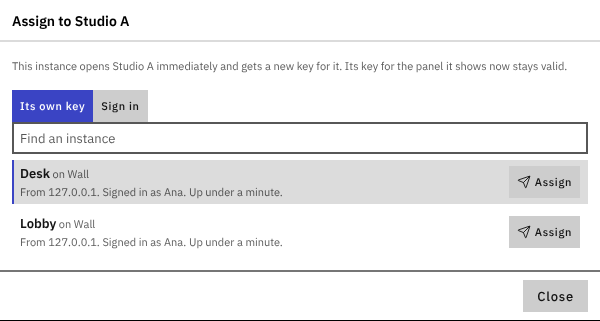 Assign to Studio A
This instance opens Studio A immediately and gets a new key for it. Its key for the panel it shows now stays valid.
Its own key Sign in
Find an instance
Desk on Wall
From 127.0.0.1. Signed in as Ana. Up under a minute.
Assign
Lobby on Wall
From 127.0.0.1. Signed in as Ana. Up under a minute.
Assign
Close